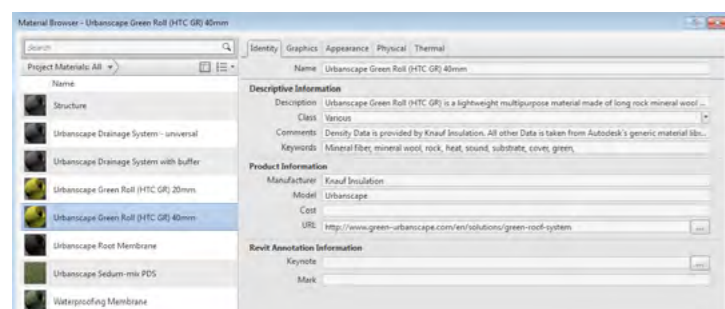 Material Browser - Urbanscape Green Roll (HTC GR) 40mm
Search
Project Materials: All
Name
Structure
Urbanscape Drainage System - universal
Urbanscape Drainage System with buffer
Urbanscape Green Roll (HTC GR) 20mm
Urbanscape Green Roll (HTC GR) 40mm
Urbanscape Root Membrane
Urbanscape Sedum-mix PDS
Waterproofing Membrane
Identity Graphics Appearance Physical Thermal
Name Urbanscape Green Roll (HTC GR) 40mm
Descriptive Information
Description Urbanscape Green Roll (HTC GR) is a lightweight multipurpose material made of long rock mineral wool ...
Class Various
Comments Density Data is provided by Knauf Insulation. All other Data is taken from Autodesk's generic material libr...
Keywords Mineral fiber, mineral wool, rock, heat, sound, substrate, cover, green,
Product Information
Manufacturer Knauf Insulation
Model Urbanscape
Cost
URL http://www.green-urbanscape.com/en/solutions/green-roof-system ...
Revit Annotation Information
Keynote ...
Mark